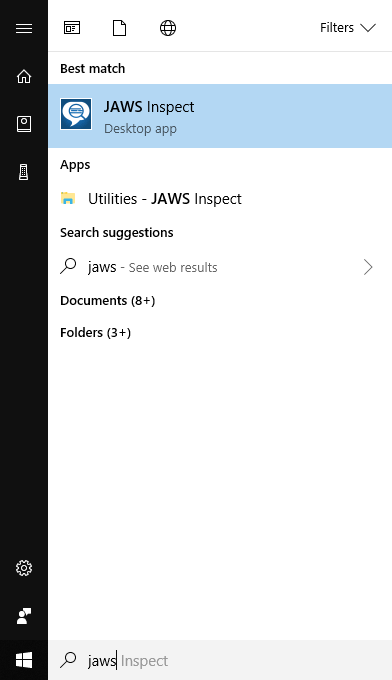 Filters
Best match
JAWS Inspect
Desktop app
Apps
Utilities - JAWS Inspect
Search suggestions
jaws - See web results
Documents (8+)
Folders (3+)
jaws Inspect